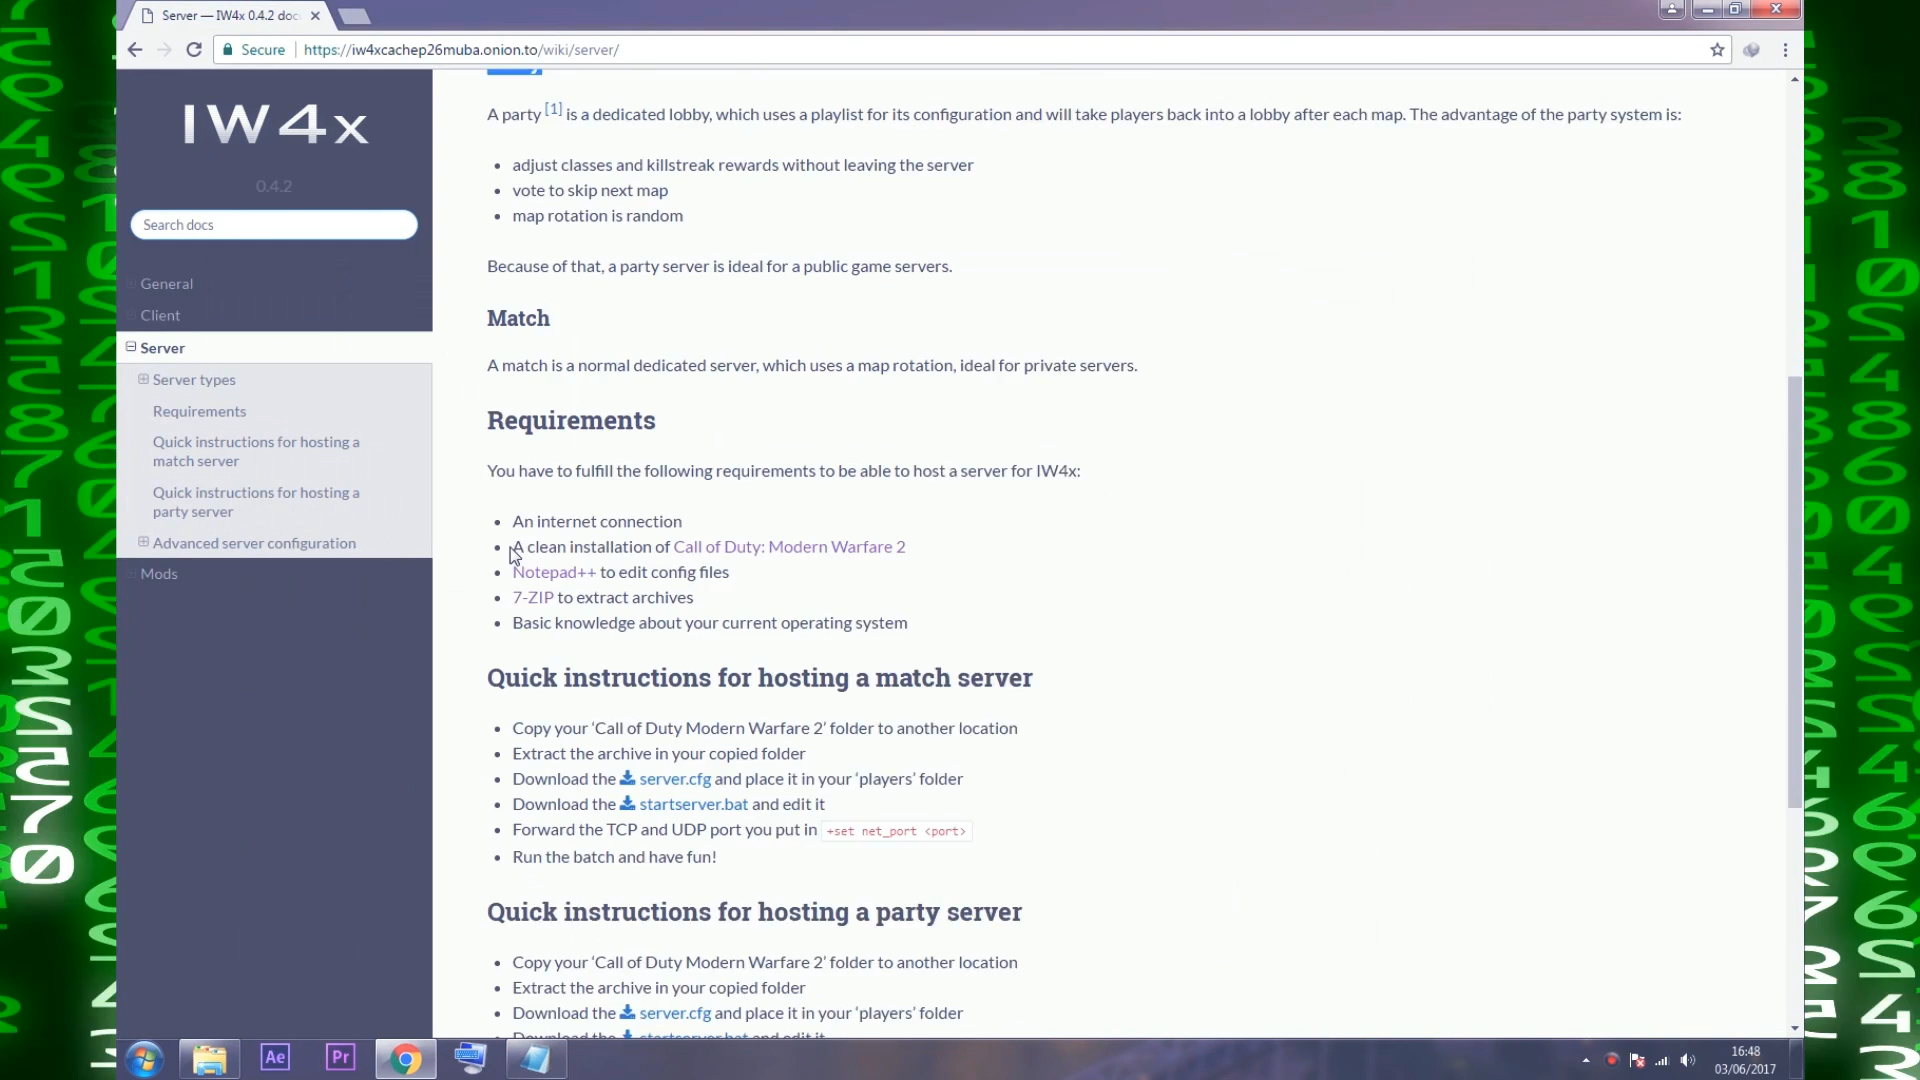 Server — IW4x 0.4.2 doc
Secure
https://iw4xcachep26muba.onion.to/wiki/server/
IW4x
0.4.2
Search docs
General
Client
Server
Server types
Requirements
Quick instructions for hosting a
match server
Quick instructions for hosting a
party server
Advanced server configuration
Mods
A party [1] is a dedicated lobby, which uses a playlist for its configuration and will take players back into a lobby after each map. The advantage of the party system is:
• adjust classes and killstreak rewards without leaving the server
• vote to skip next map
• map rotation is random
Because of that, a party server is ideal for a public game servers.
Match
A match is a normal dedicated server, which uses a map rotation, ideal for private servers.
Requirements
You have to fulfill the following requirements to be able to host a server for IW4x:
• An internet connection
• A clean installation of Call of Duty: Modern Warfare 2
• Notepad++ to edit config files
• 7-ZIP to extract archives
• Basic knowledge about your current operating system
Quick instructions for hosting a match server
• Copy your ‘Call of Duty Modern Warfare 2’ folder to another location
• Extract the archive in your copied folder
• Download the server.cfg and place it in your ‘players’ folder
• Download the startserver.bat and edit it
• Forward the TCP and UDP port you put in +set net_port <port>
• Run the batch and have fun!
Quick instructions for hosting a party server
• Copy your ‘Call of Duty Modern Warfare 2’ folder to another location
• Extract the archive in your copied folder
• Download the server.cfg and place it in your ‘players’ folder
Download the startserver.bat and edit it
Ae
Pr
16:48
03/06/2017